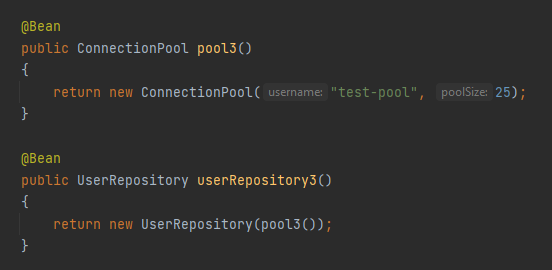 @Bean
public ConnectionPool pool3()
{
    return new ConnectionPool( username: "test-pool", poolSize: 25);
}

@Bean
public UserRepository userRepository3()
{
    return new UserRepository(pool3());
}